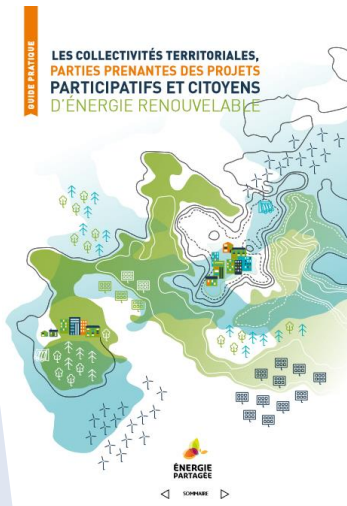 GUIDE PRATIQUE
LES COLLECTIVITÉS TERRITORIALES,
PARTIES PRENANTES DES PROJETS
PARTICIPATIFS ET CITOYENS
D'ÉNERGIE RENOUVELABLE
ÉNERGIE
PARTAGÉE
SOMMAIRE